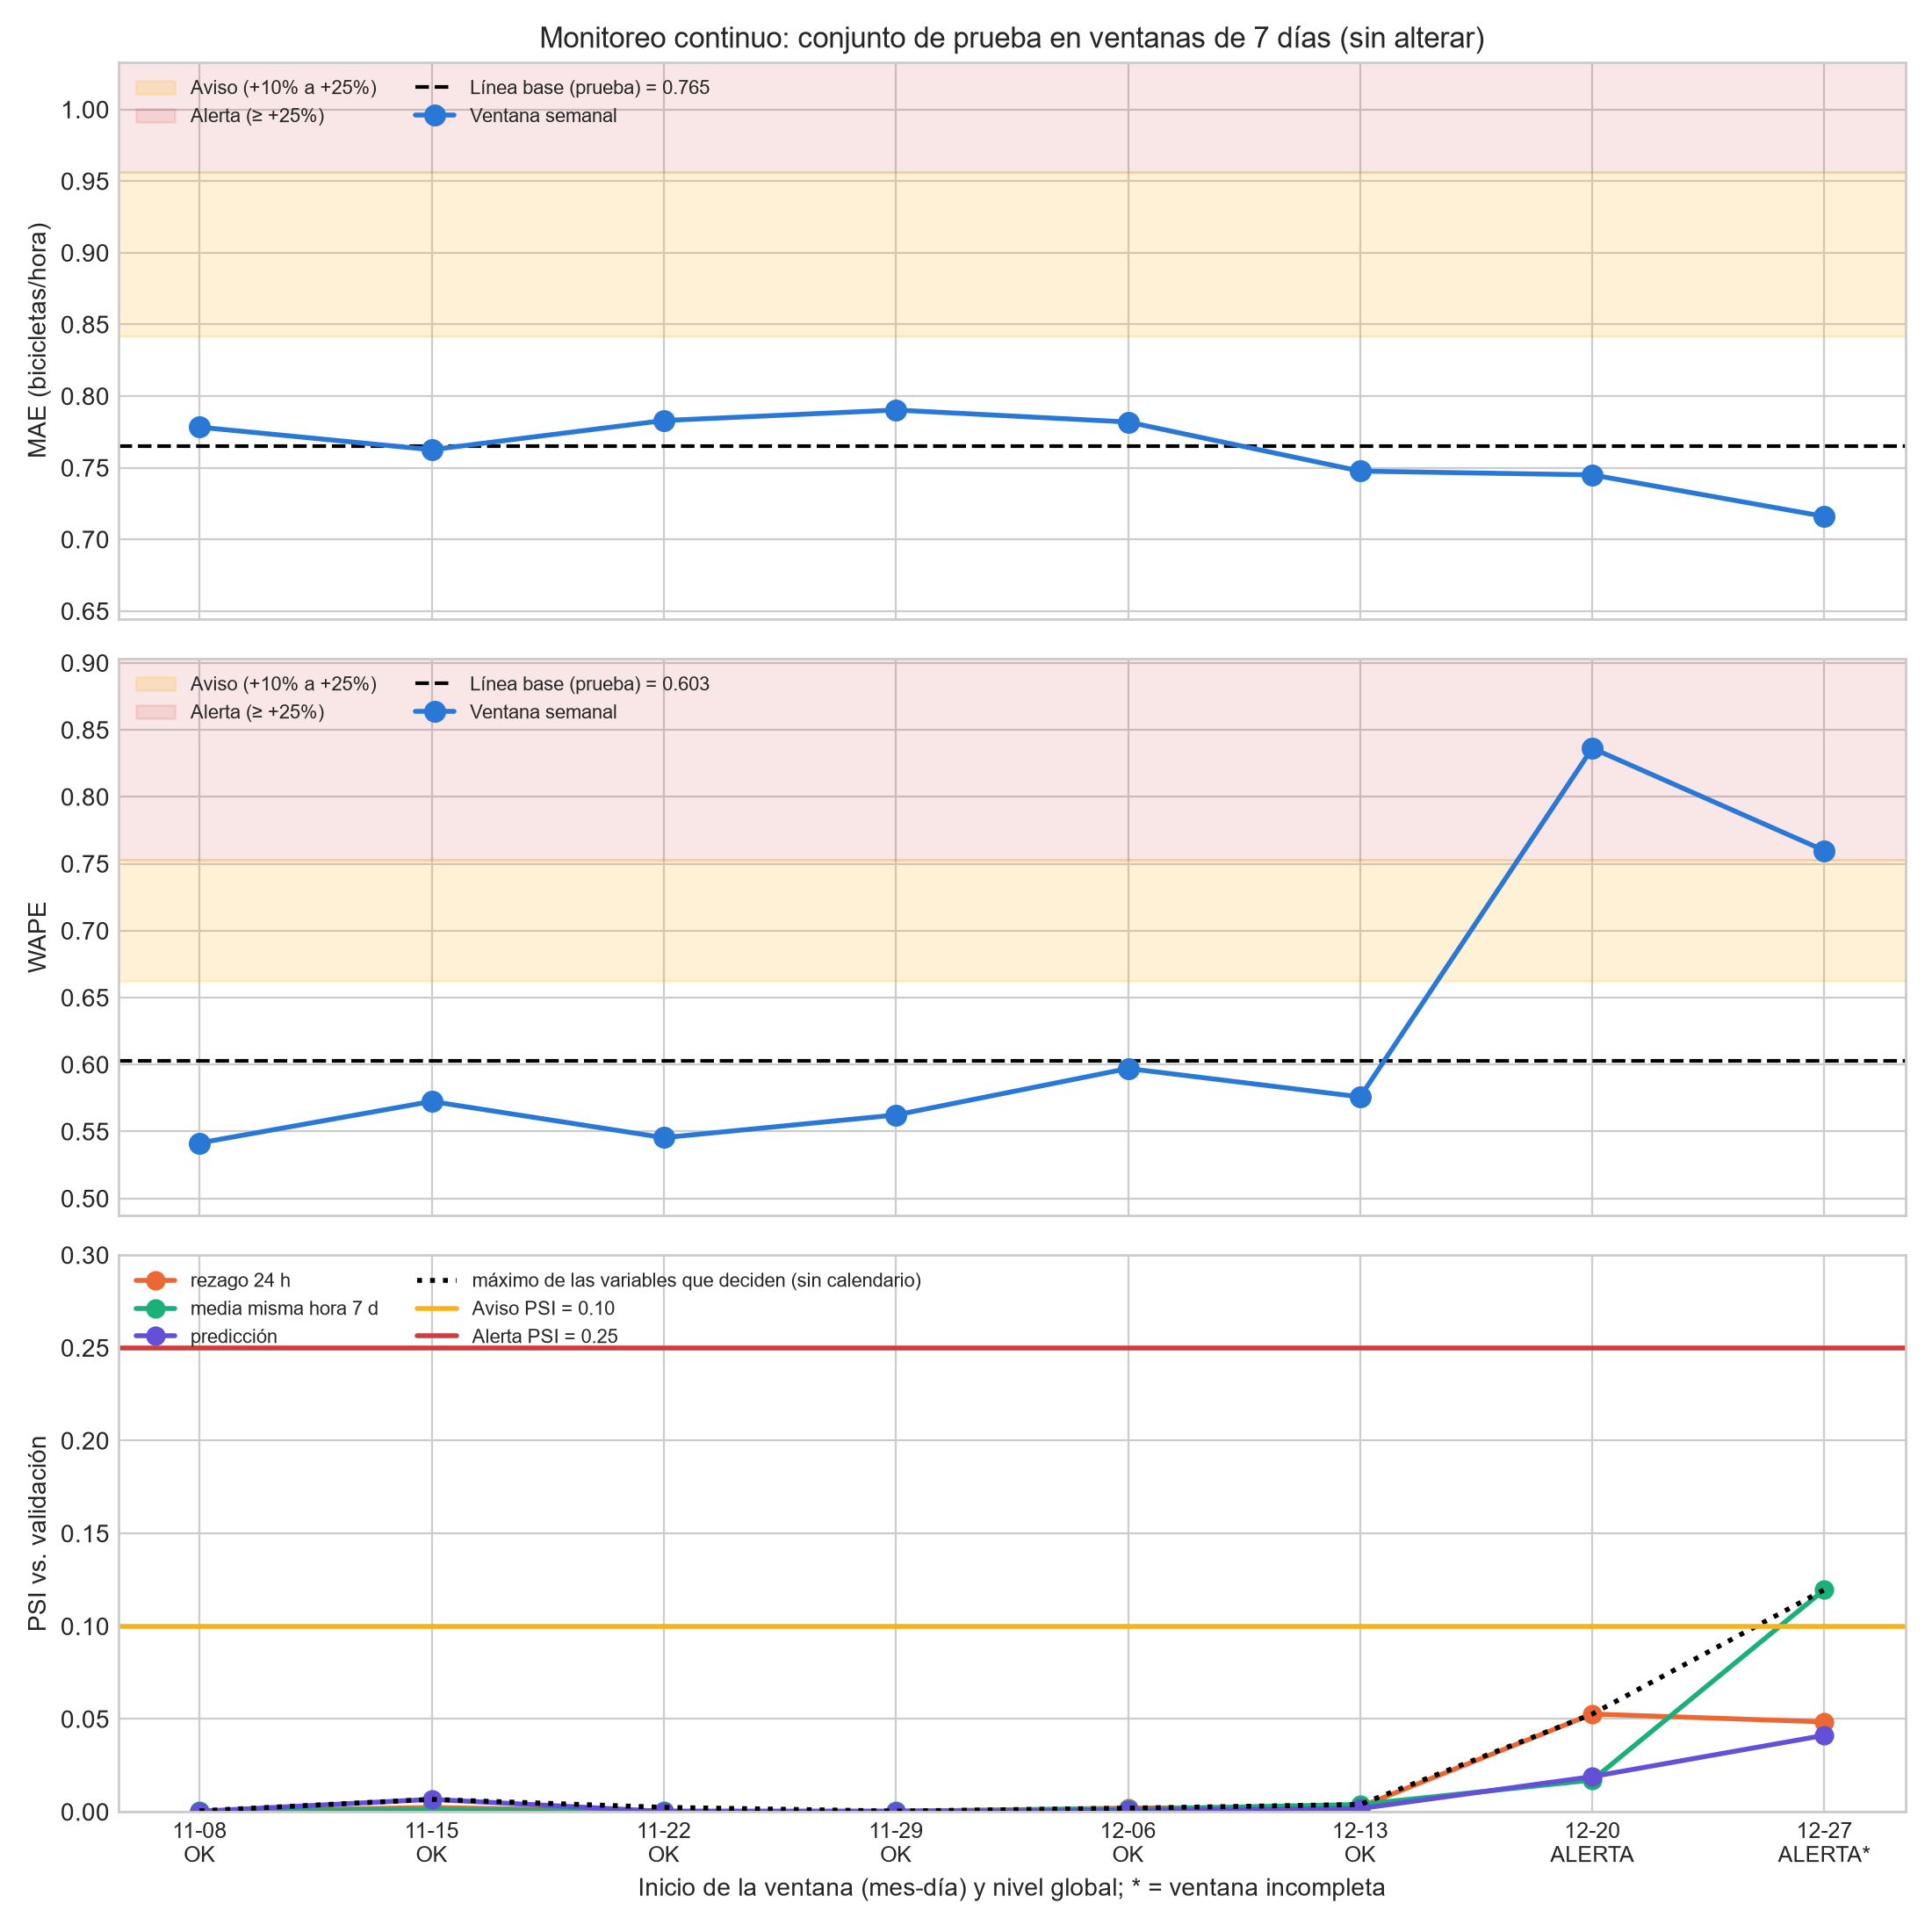 Monitoreo continuo: conjunto de prueba en ventanas de 7 días (sin alterar)
Aviso (+10% a +25%)
Alerta (≥ +25%)
Línea base (prueba) = 0.765
Ventana semanal
MAE (bicicletas/hora)
1.00
0.95
0.90
0.85
0.80
0.75
0.70
0.65
Aviso (+10% a +25%)
Alerta (≥ +25%)
Línea base (prueba) = 0.603
Ventana semanal
WAPE
0.90
0.85
0.80
0.75
0.70
0.65
0.60
0.55
0.50
rezago 24 h
media misma hora 7 d
predicción
máximo de las variables que deciden (sin calendario)
Aviso PSI = 0.10
Alerta PSI = 0.25
PSI vs. validación
0.30
0.25
0.20
0.15
0.10
0.05
0.00
11-08 11-15 11-22 11-29 12-06 12-13 12-20 12-27
OK OK OK OK OK OK ALERTA ALERTA*
Inicio de la ventana (mes-día) y nivel global; * = ventana incompleta